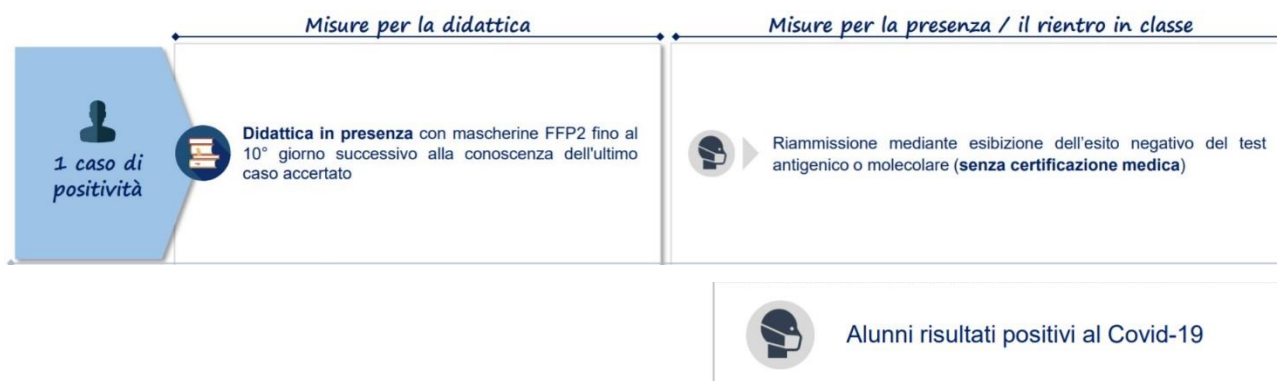 Misure per la didattica
Misure per la presenza / il rientro in classe
1 caso di
positività
Didattica in presenza con mascherine FFP2 fino al
10° giorno successivo alla conoscenza dell'ultimo
caso accertato
Riammissione mediante esibizione dell'esito negativo del test
antigenico o molecolare (senza certificazione medica)
Alunni risultati positivi al Covid-19